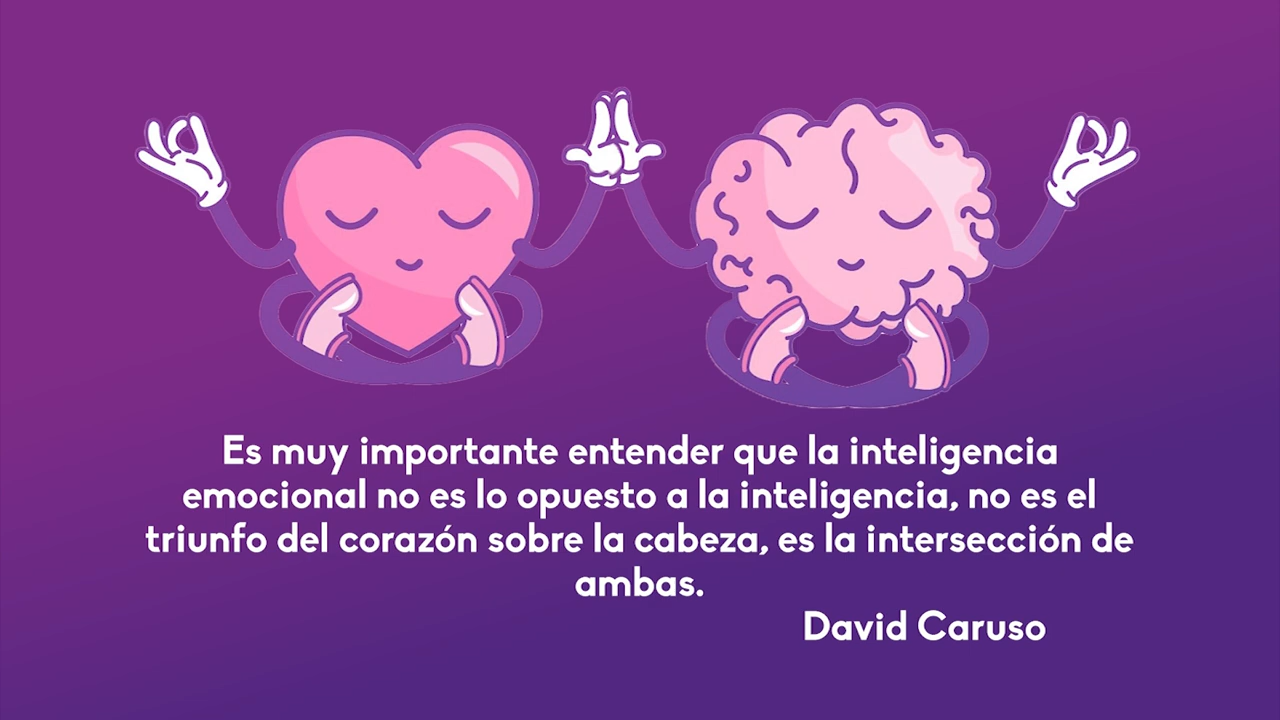 Es muy importante entender que la inteligencia
emocional no es lo opuesto a la inteligencia, no es el
triunfo del corazón sobre la cabeza, es la intersección de
ambas.
David Caruso